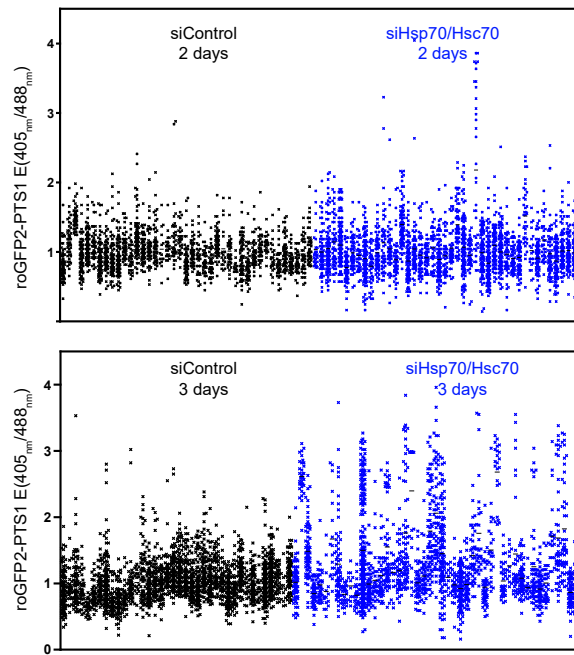 siControl
2 days
siHsp70/Hsc70
2 days
roGFP2-PTS1 E(405nm/488nm)
4
3
2
1
siControl
3 days
siHsp70/Hsc70
3 days
roGFP2-PTS1 E(405nm/488nm)
4
3
2
1
0